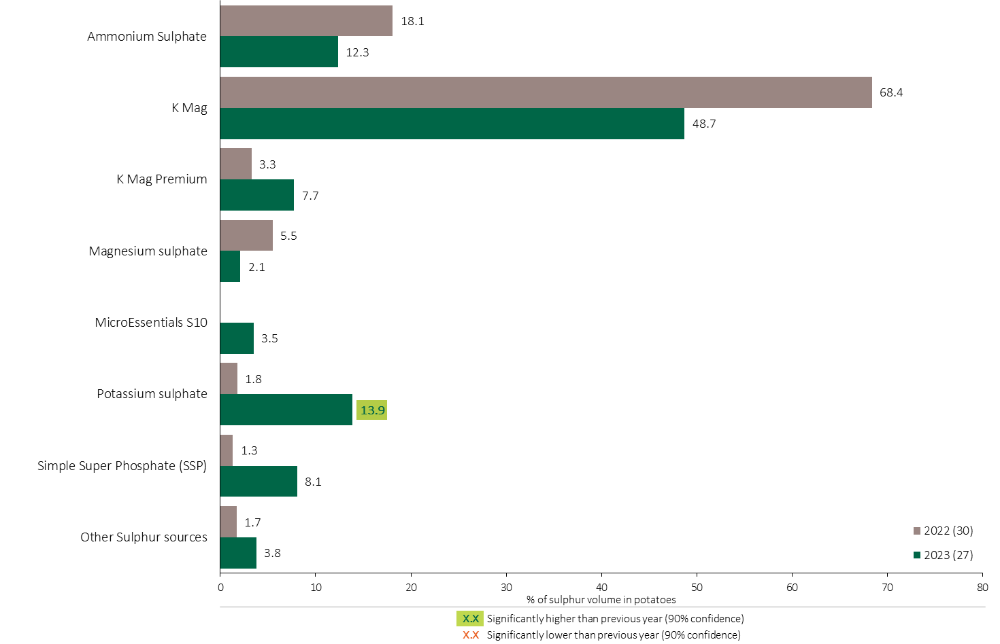 Ammonium Sulphate
18.1
12.3
K Mag
68.4
48.7
K Mag Premium
3.3
7.7
Magnesium sulphate
5.5
2.1
MicroEssentials S10
3.5
Potassium sulphate
1.8
13.9
Simple Super Phosphate (SSP)
1.3
8.1
Other Sulphur sources
1.7
3.8
2022 (30)
2023 (27)
0 10 20 30 40 50 60 70 80
% of sulphur volume in potatoes
X.X Significantly higher than previous year (90% confidence)
X.X Significantly lower than previous year (90% confidence)